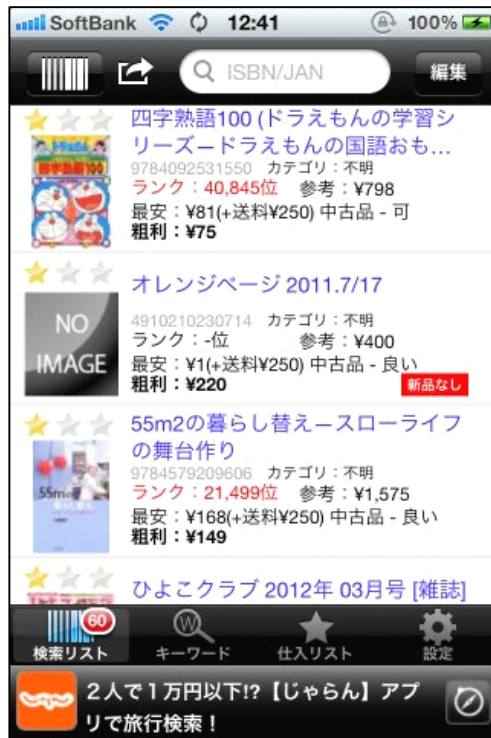 SoftBank 12:41 100%
ISBN/JAN
編集
四字熟語100 (ドラえもんの学習シ
リーズ―ドラえもんの国語おも…
9784092531550 カテゴリ：不明
ランク：40,845位 参考：¥798
最安：¥81(+送料¥250) 中古品 - 可
粗利：¥75
四字熟語100
オレンジページ 2011.7/17
NO
IMAGE
4910210230714 カテゴリ：不明
ランク：-位 参考：¥400
最安：¥1(+送料¥250) 中古品 - 良い
粗利：¥220
新品なし
55m2の暮らし替え―スローライフ
の舞台作り
9784579209606 カテゴリ：不明
ランク：21,499位 参考：¥1,575
最安：¥168(+送料¥250) 中古品 - 良い
粗利：¥149
ひよこクラブ 2012年 03月号 [雑誌]
60
検索リスト
W
キーワード
仕入リスト
設定
２人で１万円以下!?【じゃらん】アプ
リで旅行検索！